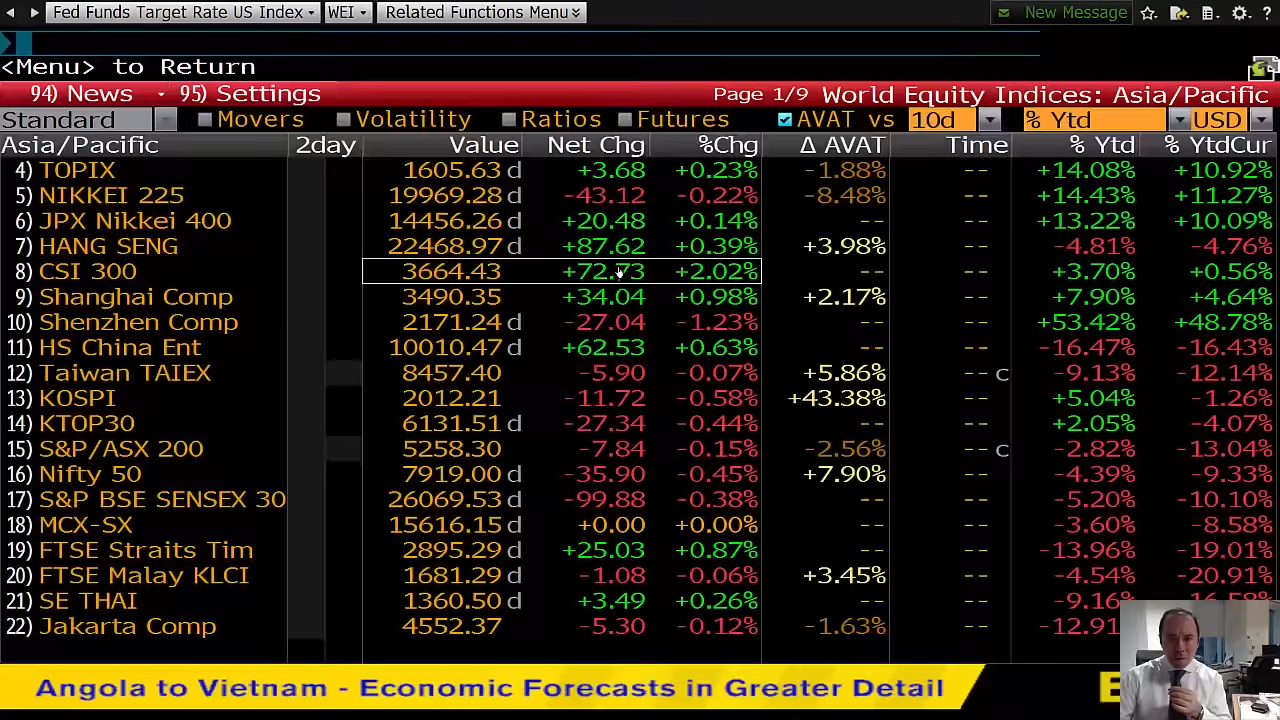 Fed Funds Target Rate US Index WEI Related Functions Menu New Message ?
<Menu> to Return
94) News 95) Settings Page 1/9 World Equity Indices: Asia/Pacific
Standard Movers Volatility Ratios Futures AVAT vs 10d % Ytd USD
Asia/Pacific 2day Value Net Chg %Chg Δ AVAT Time % Ytd % YtdCur
4) TOPIX 1605.63 d +3.68 +0.23% -1.88% -- +14.08% +10.92%
5) NIKKEI 225 19969.28 d -43.12 -0.22% -8.48% -- +14.43% +11.27%
6) JPX Nikkei 400 14456.26 d +20.48 +0.14% -- -- +13.22% +10.09%
7) HANG SENG 22468.97 d +87.62 +0.39% +3.98% -- -4.81% -4.76%
8) CSI 300 3664.43 +72.73 +2.02% -- -- +3.70% +0.56%
9) Shanghai Comp 3490.35 +34.04 +0.98% +2.17% -- +7.90% +4.64%
10) Shenzhen Comp 2171.24 d -27.04 -1.23% -- -- +53.42% +48.78%
11) HS China Ent 10010.47 d +62.53 +0.63% -- -- -16.47% -16.43%
12) Taiwan TAIEX 8457.40 -5.90 -0.07% +5.86% -- c -9.13% -12.14%
13) KOSPI 2012.21 -11.72 -0.58% +43.38% -- +5.04% -1.26%
14) KTOP30 6131.51 d -27.34 -0.44% -- -- +2.05% -4.07%
15) S&P/ASX 200 5258.30 -7.84 -0.15% -2.56% -- c -2.82% -13.04%
16) Nifty 50 7919.00 d -35.90 -0.45% +7.90% -- -4.39% -9.33%
17) S&P BSE SENSEX 30 26069.53 d -99.88 -0.38% -- -- -5.20% -10.10%
18) MCX-SX 15616.15 d +0.00 +0.00% -- -- -3.60% -8.58%
19) FTSE Straits Tim 2895.29 d +25.03 +0.87% -- -- -13.96% -19.01%
20) FTSE Malay KLCI 1681.29 d -1.08 -0.06% +3.45% -- -4.54% -20.91%
21) SE THAI 1360.50 d +3.49 +0.26% -- -- -9.16%
22) Jakarta Comp 4552.37 -5.30 -0.12% -1.63% -- -12.91
Angola to Vietnam - Economic Forecasts in Greater Detail